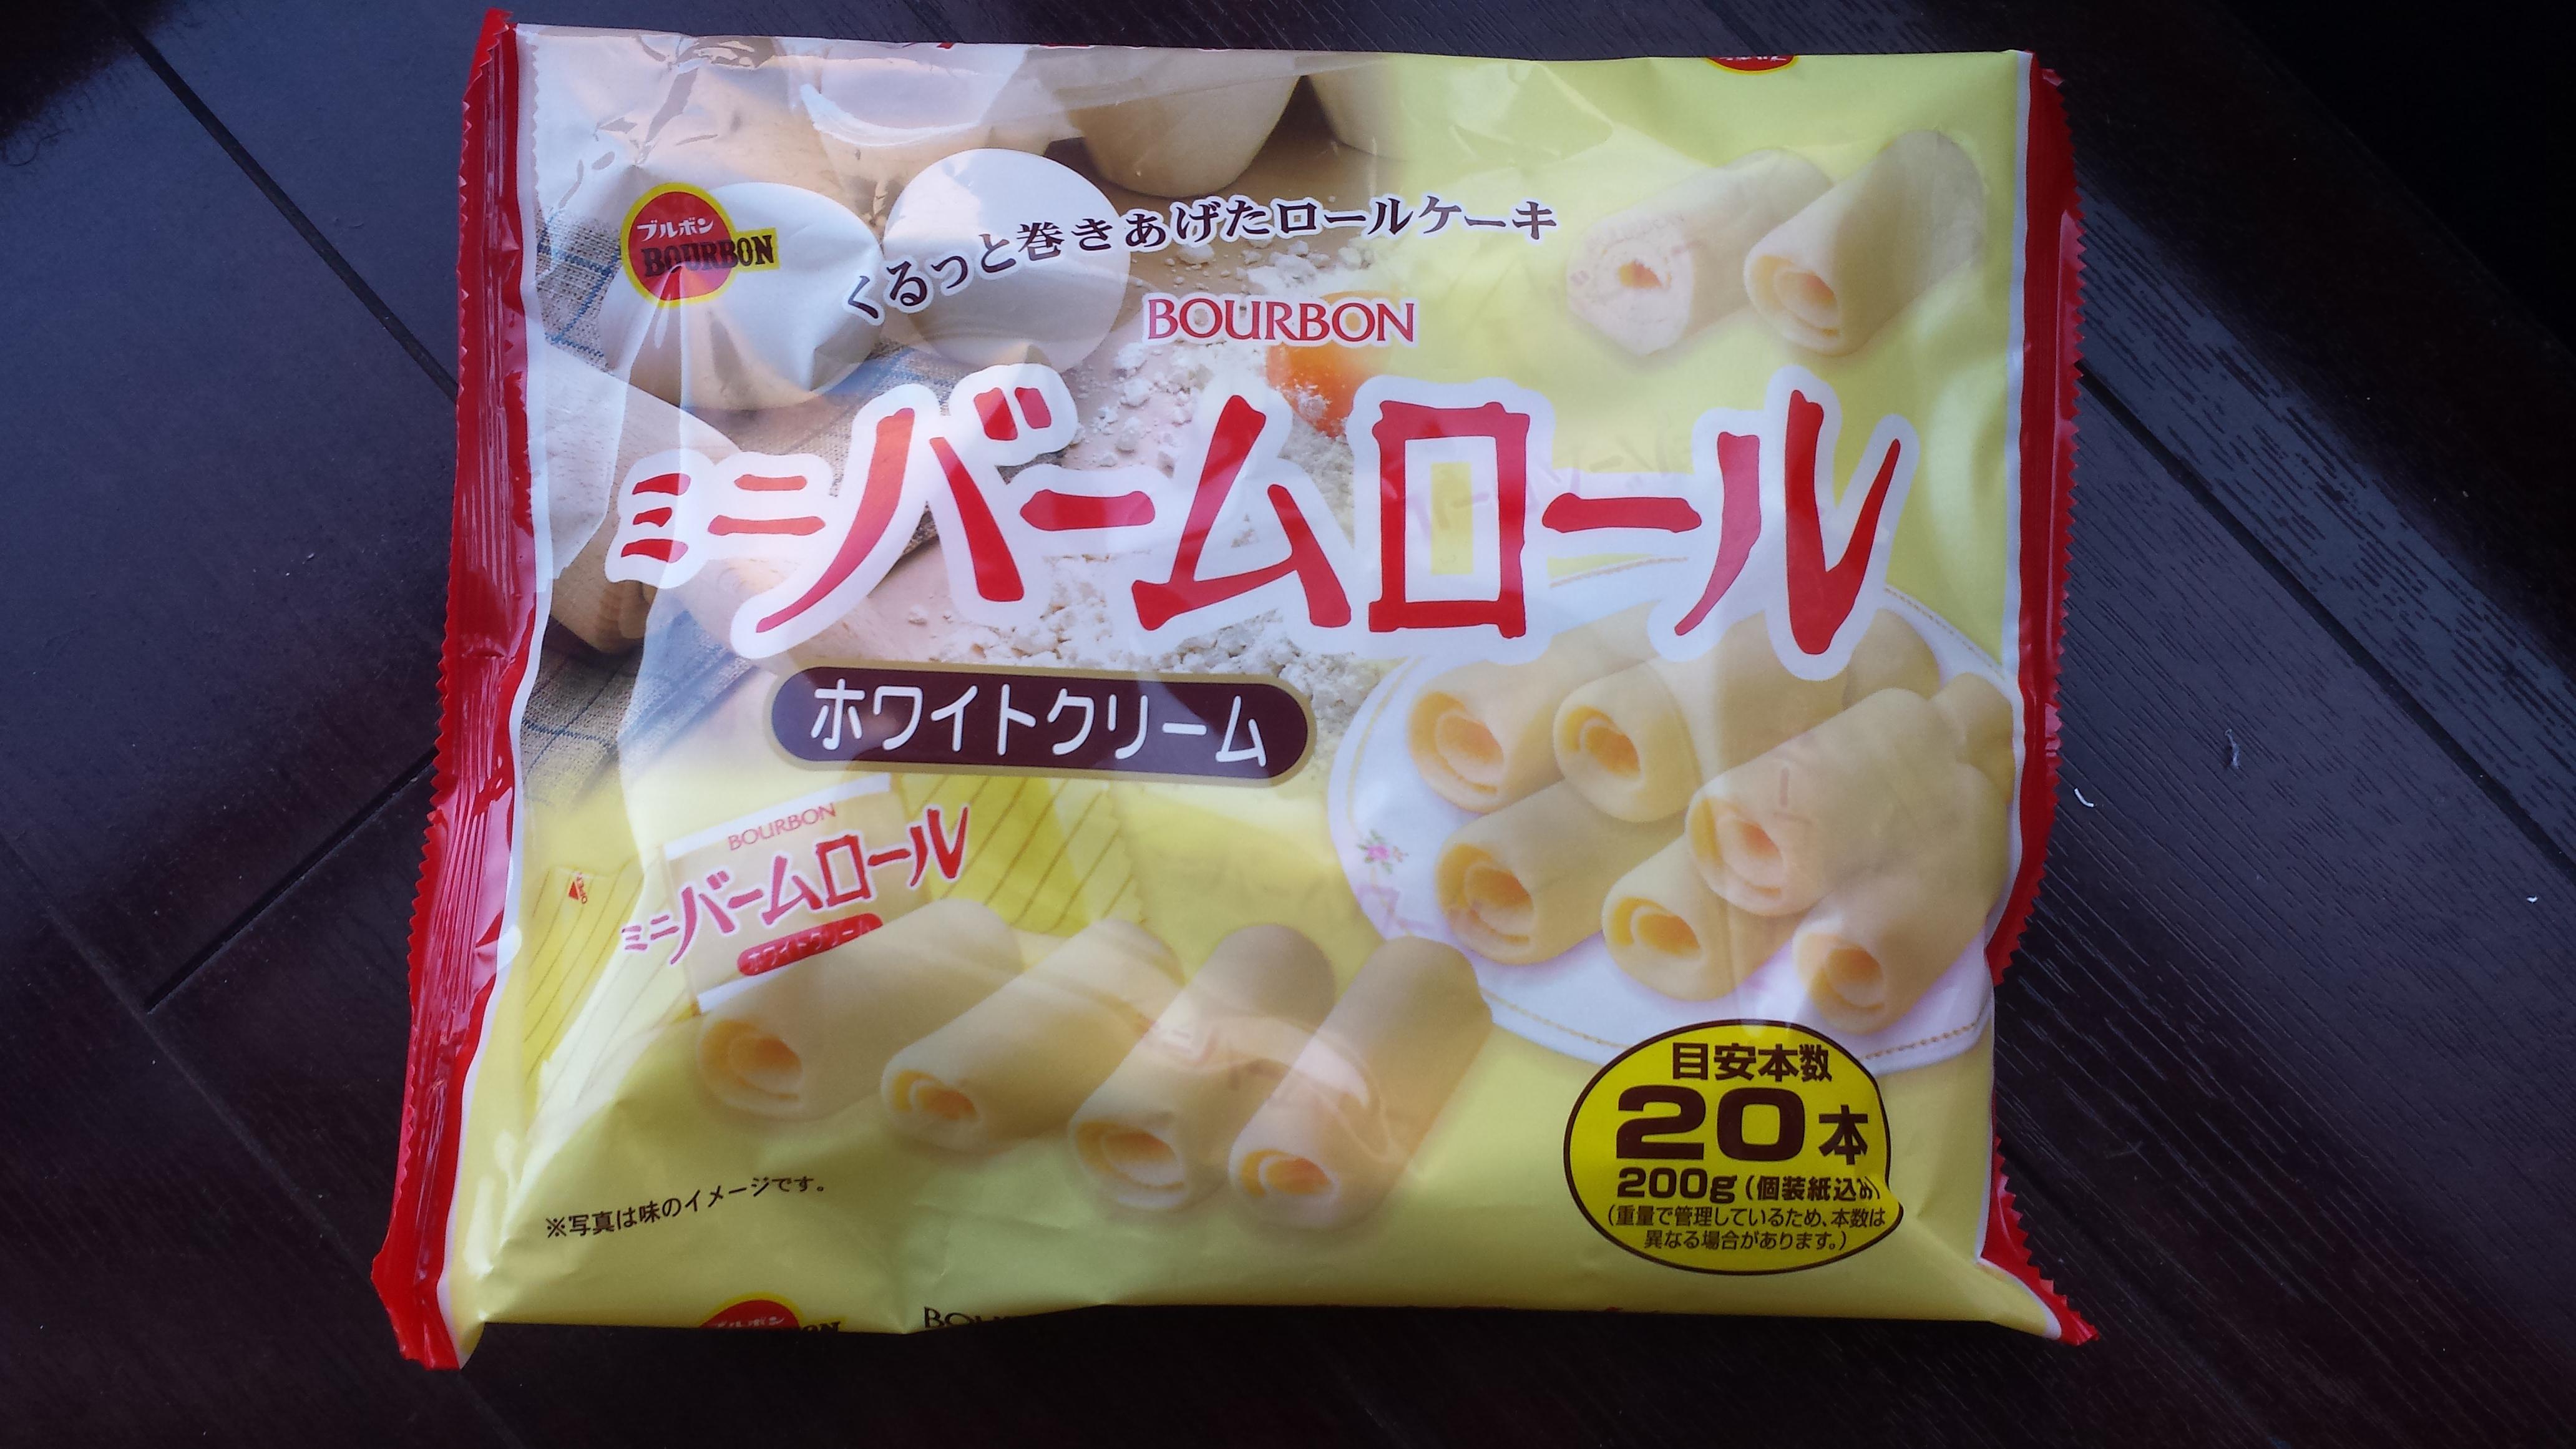 ブルボン
BOURBON
くるっと巻きあげたロールケーキ
BOURBON
ミニバームロール
ホワイトクリーム
BOURBON
ミニバームロール
ホワイトクリーム
目安本数
20本
200g(個装紙込み)
(重量で管理しているため、本数は
異なる場合があります。)
※写真は味のイメージです。